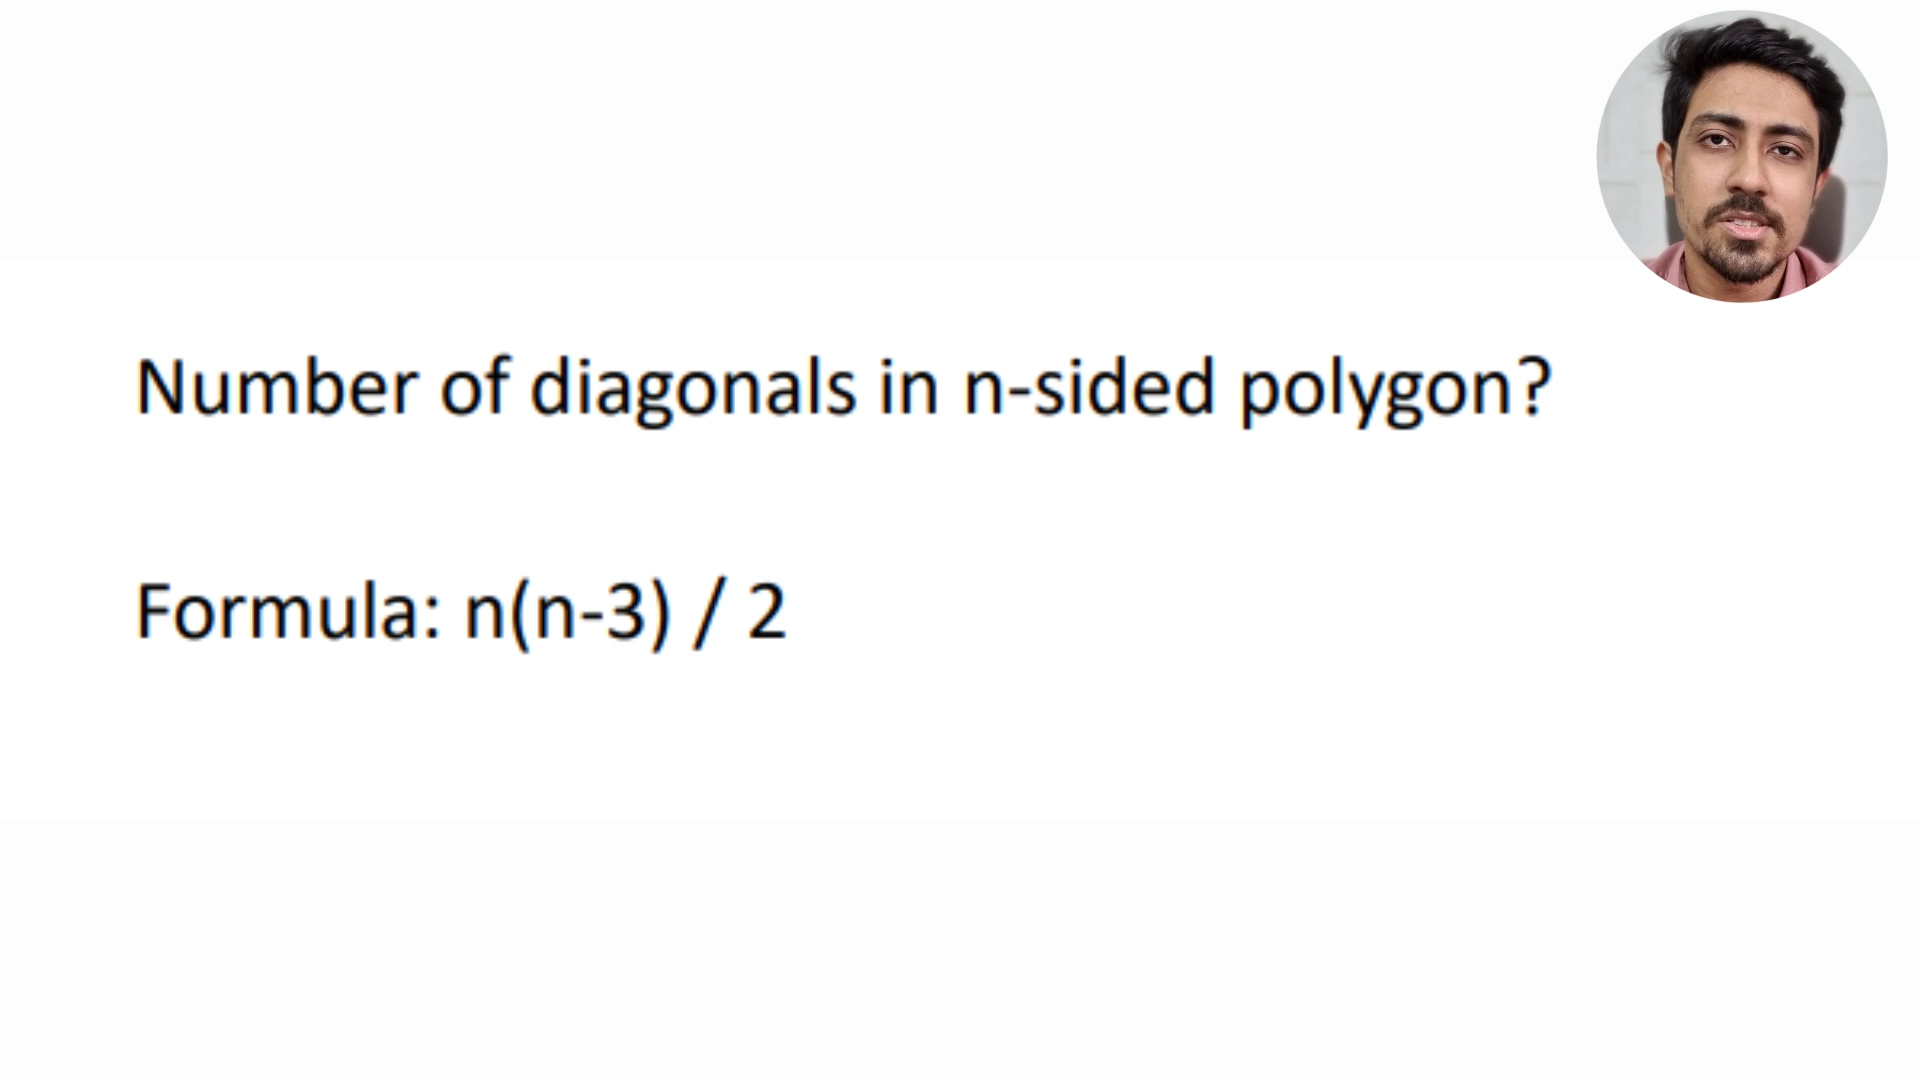 Number of diagonals in n-sided polygon?
Formula: n(n-3) / 2